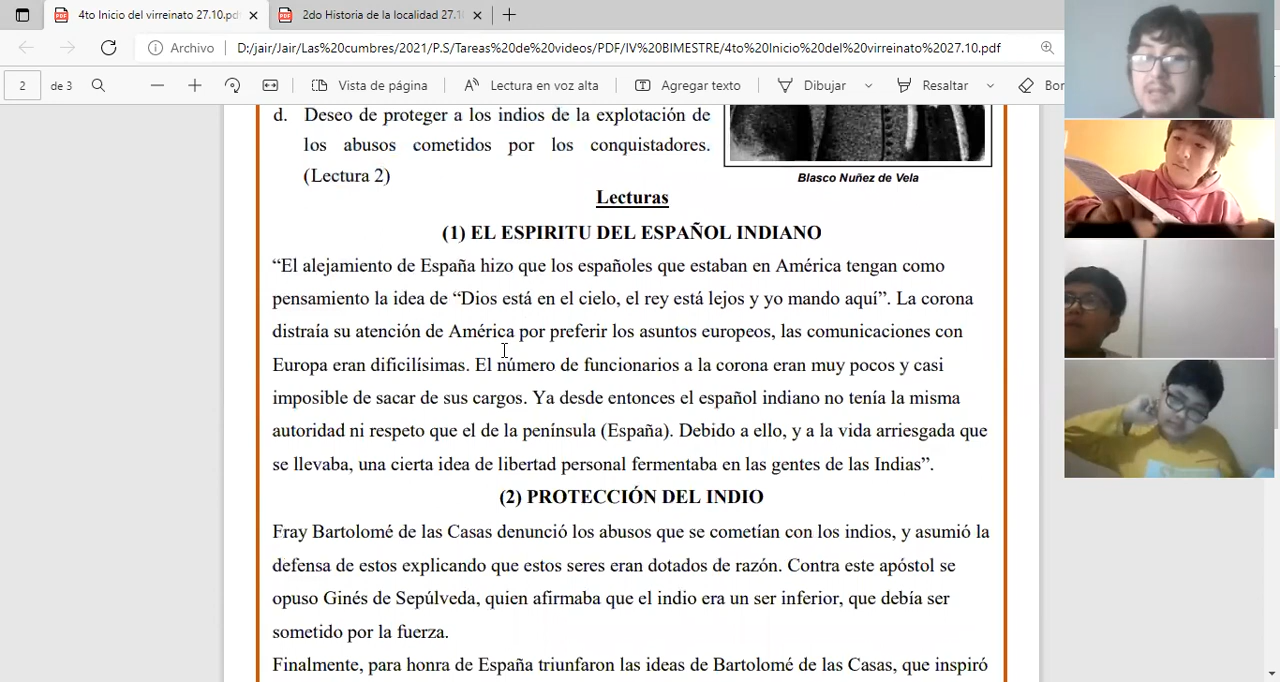 4to Inicio del virreinato 27.10.pd
2do Historia de la localidad 27.1
Archivo
D:/jair/Jair/Las%20cumbres/2021/P.S/Tareas%20de%20videos/PDF/IV%20BIMESTRE/4to%20Inicio%20del%20virreinato%2027.10.pdf
2 de 3
Vista de página
Lectura en voz alta
Agregar texto
Dibujar
Resaltar
Bor
d. Deseo de proteger a los indios de la explotación de
los abusos cometidos por los conquistadores.
(Lectura 2)
Blasco Nuñez de Vela
Lecturas
(1) EL ESPIRITU DEL ESPAÑOL INDIANO
“El alejamiento de España hizo que los españoles que estaban en América tengan como
pensamiento la idea de “Dios está en el cielo, el rey está lejos y yo mando aquí”. La corona
distraía su atención de América por preferir los asuntos europeos, las comunicaciones con
Europa eran dificilísimas. El número de funcionarios a la corona eran muy pocos y casi
imposible de sacar de sus cargos. Ya desde entonces el español indiano no tenía la misma
autoridad ni respeto que el de la península (España). Debido a ello, y a la vida arriesgada que
se llevaba, una cierta idea de libertad personal fermentaba en las gentes de las Indias”.
(2) PROTECCIÓN DEL INDIO
Fray Bartolomé de las Casas denunció los abusos que se cometían con los indios, y asumió la
defensa de estos explicando que estos seres eran dotados de razón. Contra este apóstol se
opuso Ginés de Sepúlveda, quien afirmaba que el indio era un ser inferior, que debía ser
sometido por la fuerza.
Finalmente, para honra de España triunfaron las ideas de Bartolomé de las Casas, que inspiró